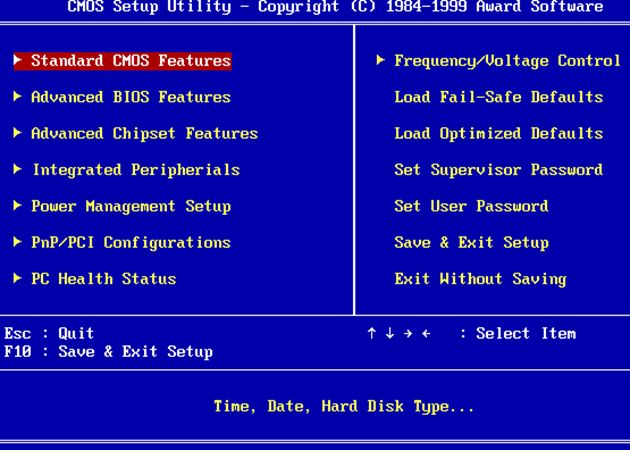 CMOS Setup Utility - Copyright (C) 1984-1999 Award Software
Standard CMOS Features
Advanced BIOS Features
Advanced Chipset Features
Integrated Peripherials
Power Management Setup
PnP/PCI Configurations
PC Health Status
Frequency/Voltage Control
Load Fail-Safe Defaults
Load Optimized Defaults
Set Supervisor Password
Set User Password
Save & Exit Setup
Exit Without Saving
Esc : Quit
F10 : Save & Exit Setup
↑ ↓ → ← : Select Item
Time, Date, Hard Disk Type...